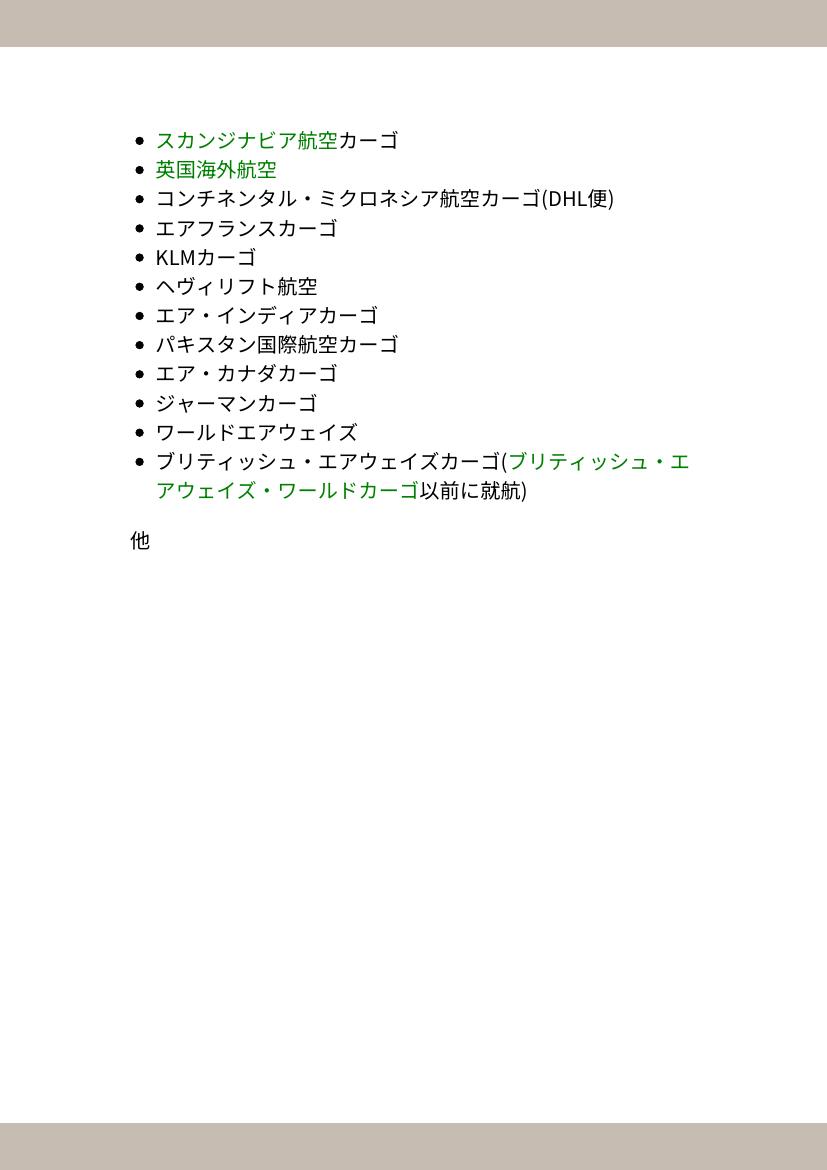 スカンジナビア航空カーゴ
英国海外航空
コンチネンタル・ミクロネシア航空カーゴ(DHL便)
エアフランスカーゴ
KLMカーゴ
ヘヴィリフト航空
エア・インディアカーゴ
パキスタン国際航空カーゴ
エア・カナダカーゴ
ジャーマンカーゴ
ワールドエアウェイズ
ブリティッシュ・エアウェイズカーゴ(ブリティッシュ・エ
アウェイズ・ワールドカーゴ以前に就航)
他